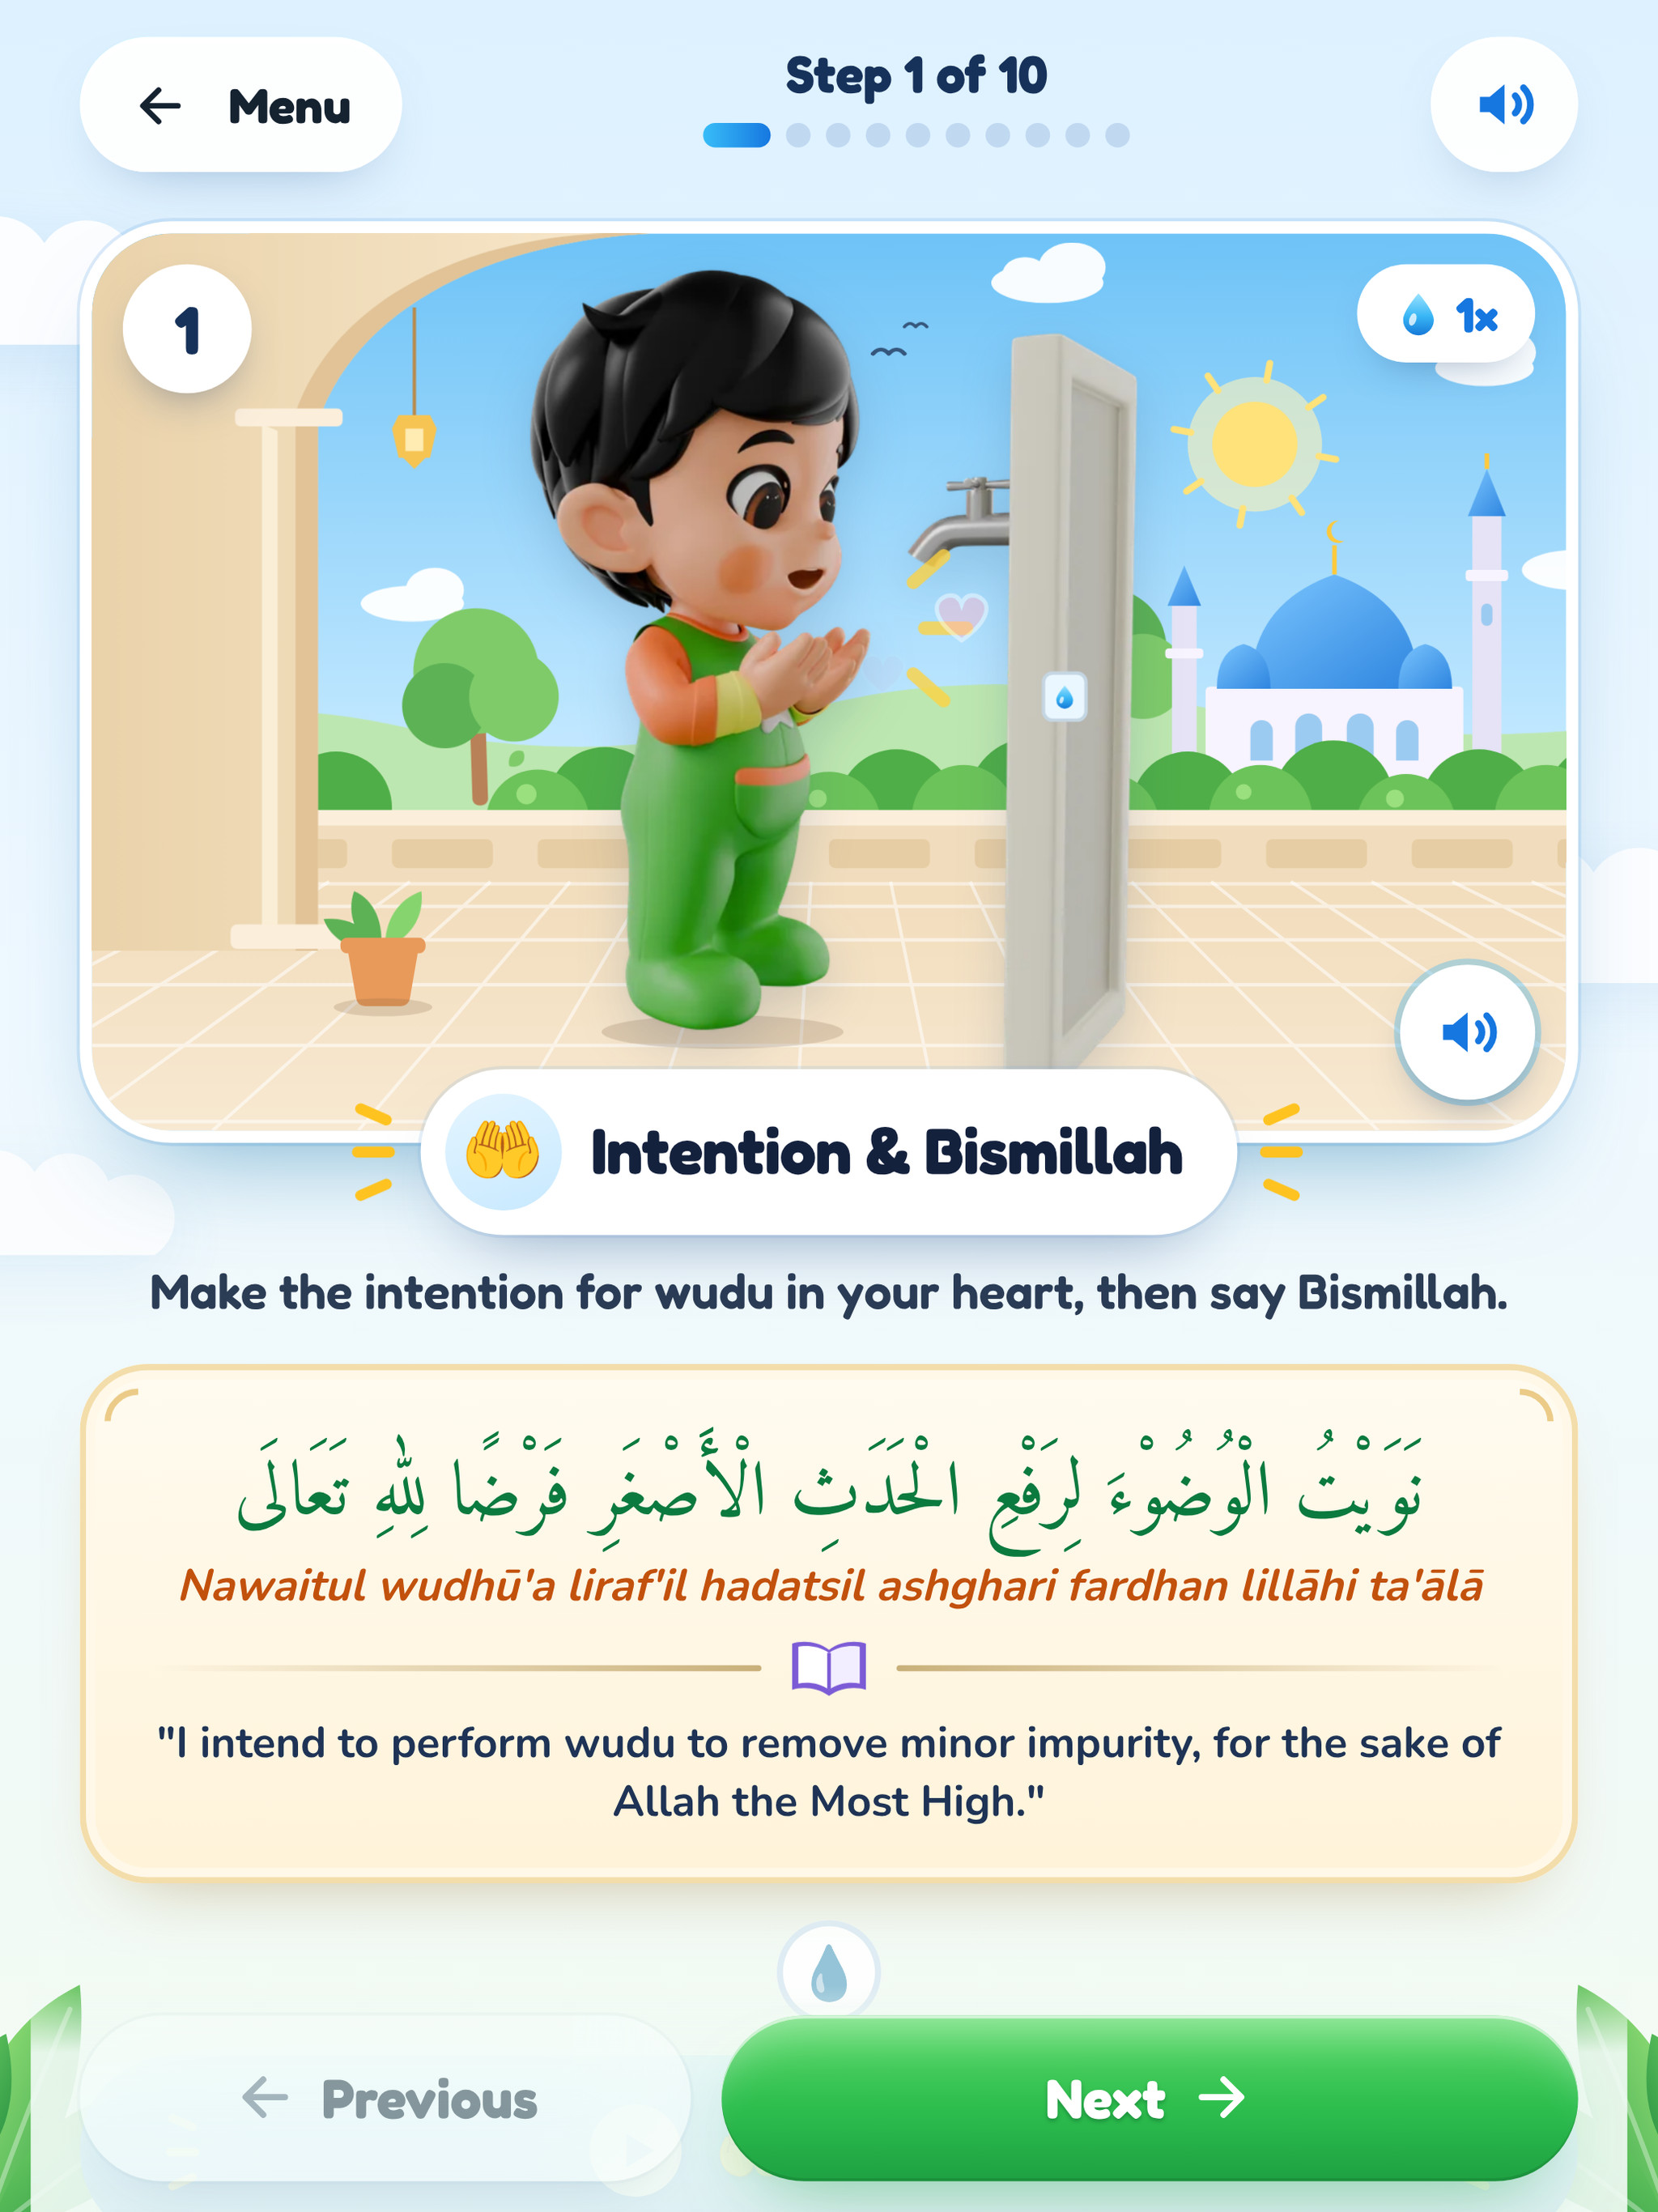 Menu
Step 1 of 10
1
1x
Intention & Bismillah
Make the intention for wudu in your heart, then say Bismillah.
نَوَيْتُ الْوُضُوْءَ لِرَفْعِ الْحَدَثِ الْأَصْغَرِ فَرْضًا لِلّٰهِ تَعَالَى
Nawaitul wudhū'a liraf'il hadatsil ashghari fardhan lillāhi ta'ālā
"I intend to perform wudu to remove minor impurity, for the sake of
Allah the Most High."
Previous
Next